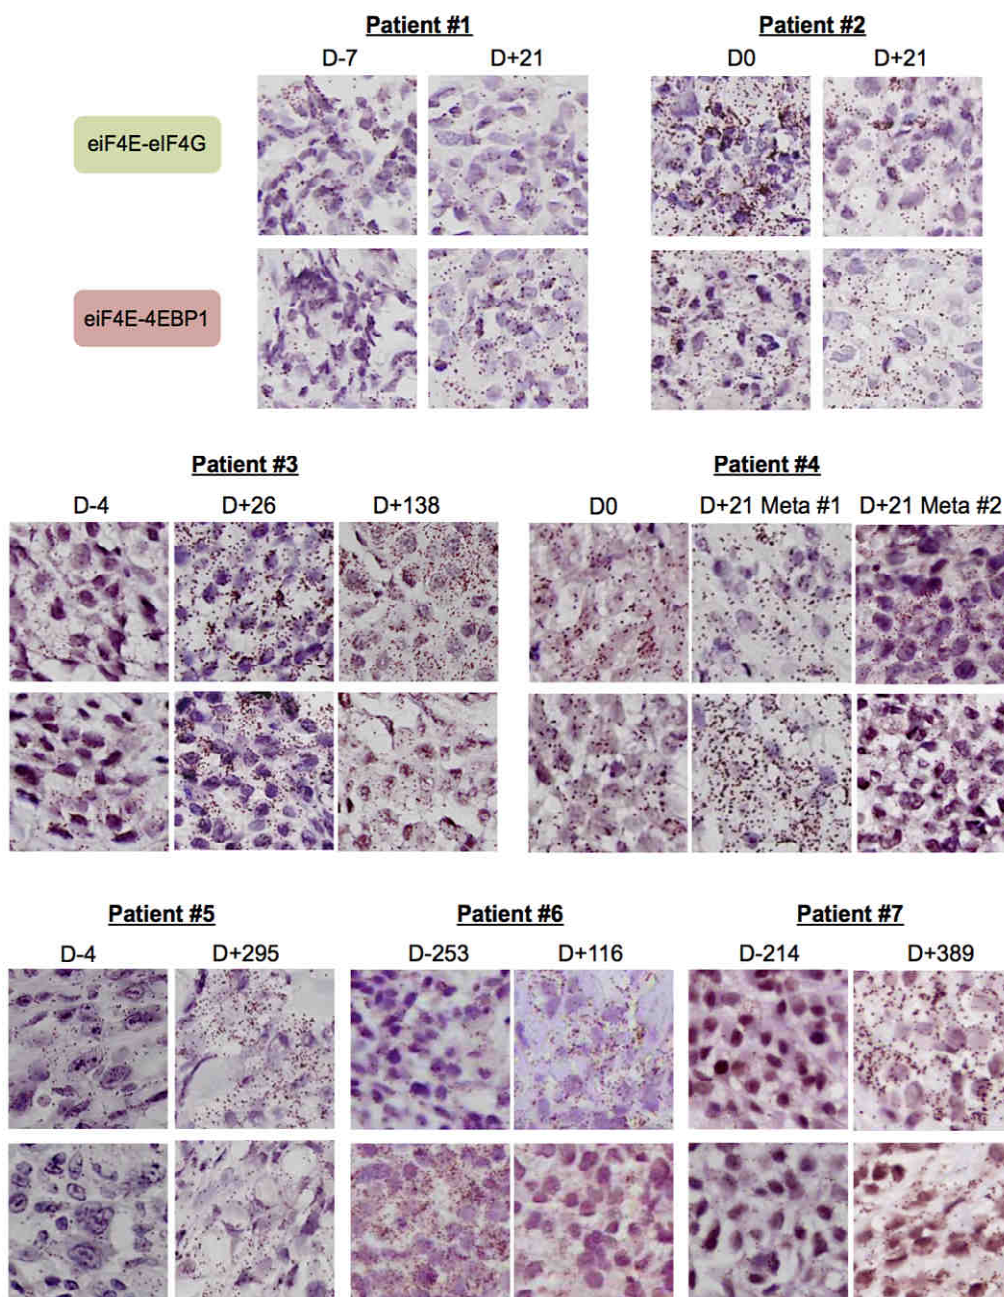 Patient #1 Patient #2
D-7 D+21 D0 D+21
eiF4E-eIF4G
eiF4E-4EBP1
Patient #3 Patient #4
D-4 D+26 D+138 D0 D+21 Meta #1 D+21 Meta #2
Patient #5 Patient #6 Patient #7
D-4 D+295 D-253 D+116 D-214 D+389